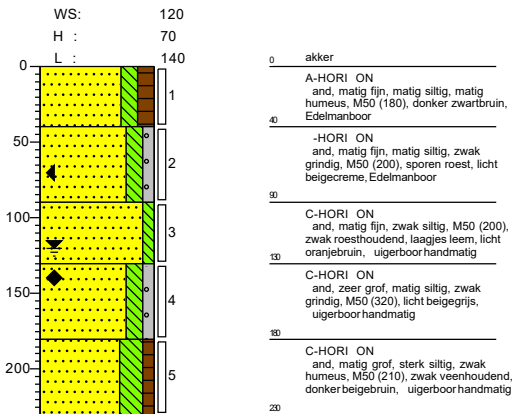 WS: 120
H : 70
L : 140
0
50
100
150
200
1
2
3
4
5
0 akker
A-HORI ON
and, matig fijn, matig siltig, matig
humeus, M50 (180), donker zwartbruin,
Edelmanboor
40
-HORI ON
and, matig fijn, matig siltig, zwak
grindig, M50 (200), sporen roest, licht
beigecreme, Edelmanboor
90
C-HORI ON
and, matig fijn, zwak siltig, M50 (200),
zwak roesthoudend, laagjes leem, licht
oranjebruin, uigerboor handmatig
130
C-HORI ON
and, zeer grof, matig siltig, zwak
grindig, M50 (320), licht beigegrijs,
uigerboor handmatig
180
C-HORI ON
and, matig grof, sterk siltig, zwak
humeus, M50 (210), zwak veenhoudend,
donker beigebruin, uigerboor handmatig
230